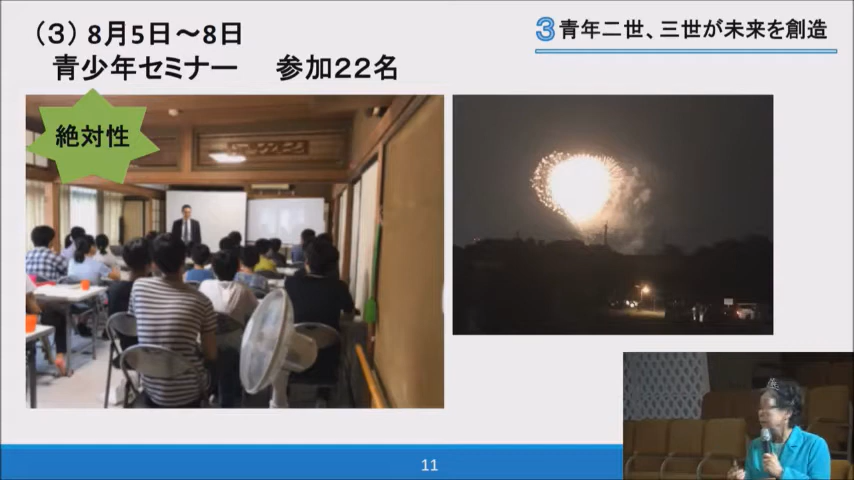 (3) 8月5日～8日
3 青年二世、三世が未来を創造
青少年セミナー 参加22名
絶対性
11